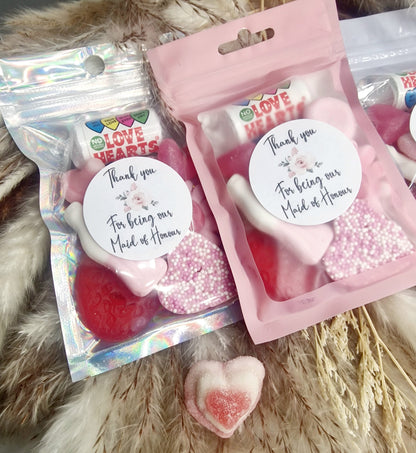 LOVE
HEARTS
Thank you
For being our
Maid of Honour
LOVE
HEARTS
Thank you
For being our
Maid of Honour